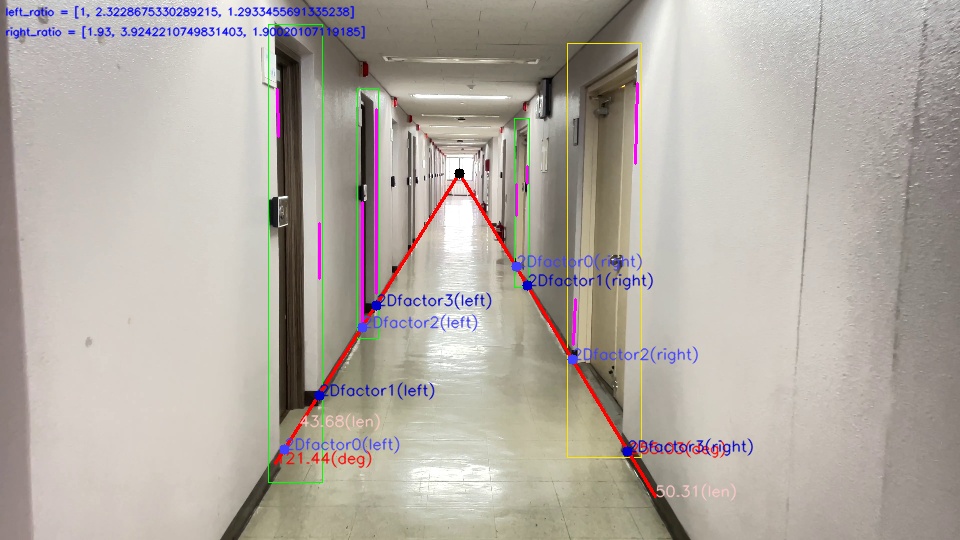 left_ratio = [1, 2.3228675330289215, 1.2933455691335238]
right_ratio = [1.93, 3.9242210749831403, 1.90020107119185]
2Dfactor0(right)
2Dfactor1(right)
2Dfactor3(left)
2Dfactor2(left)
2Dfactor2(right)
2Dfactor1(left)
43.68(len)
2Dfactor0(left)
2Dfactor3(right)
121.44(deg)
50.31(len)